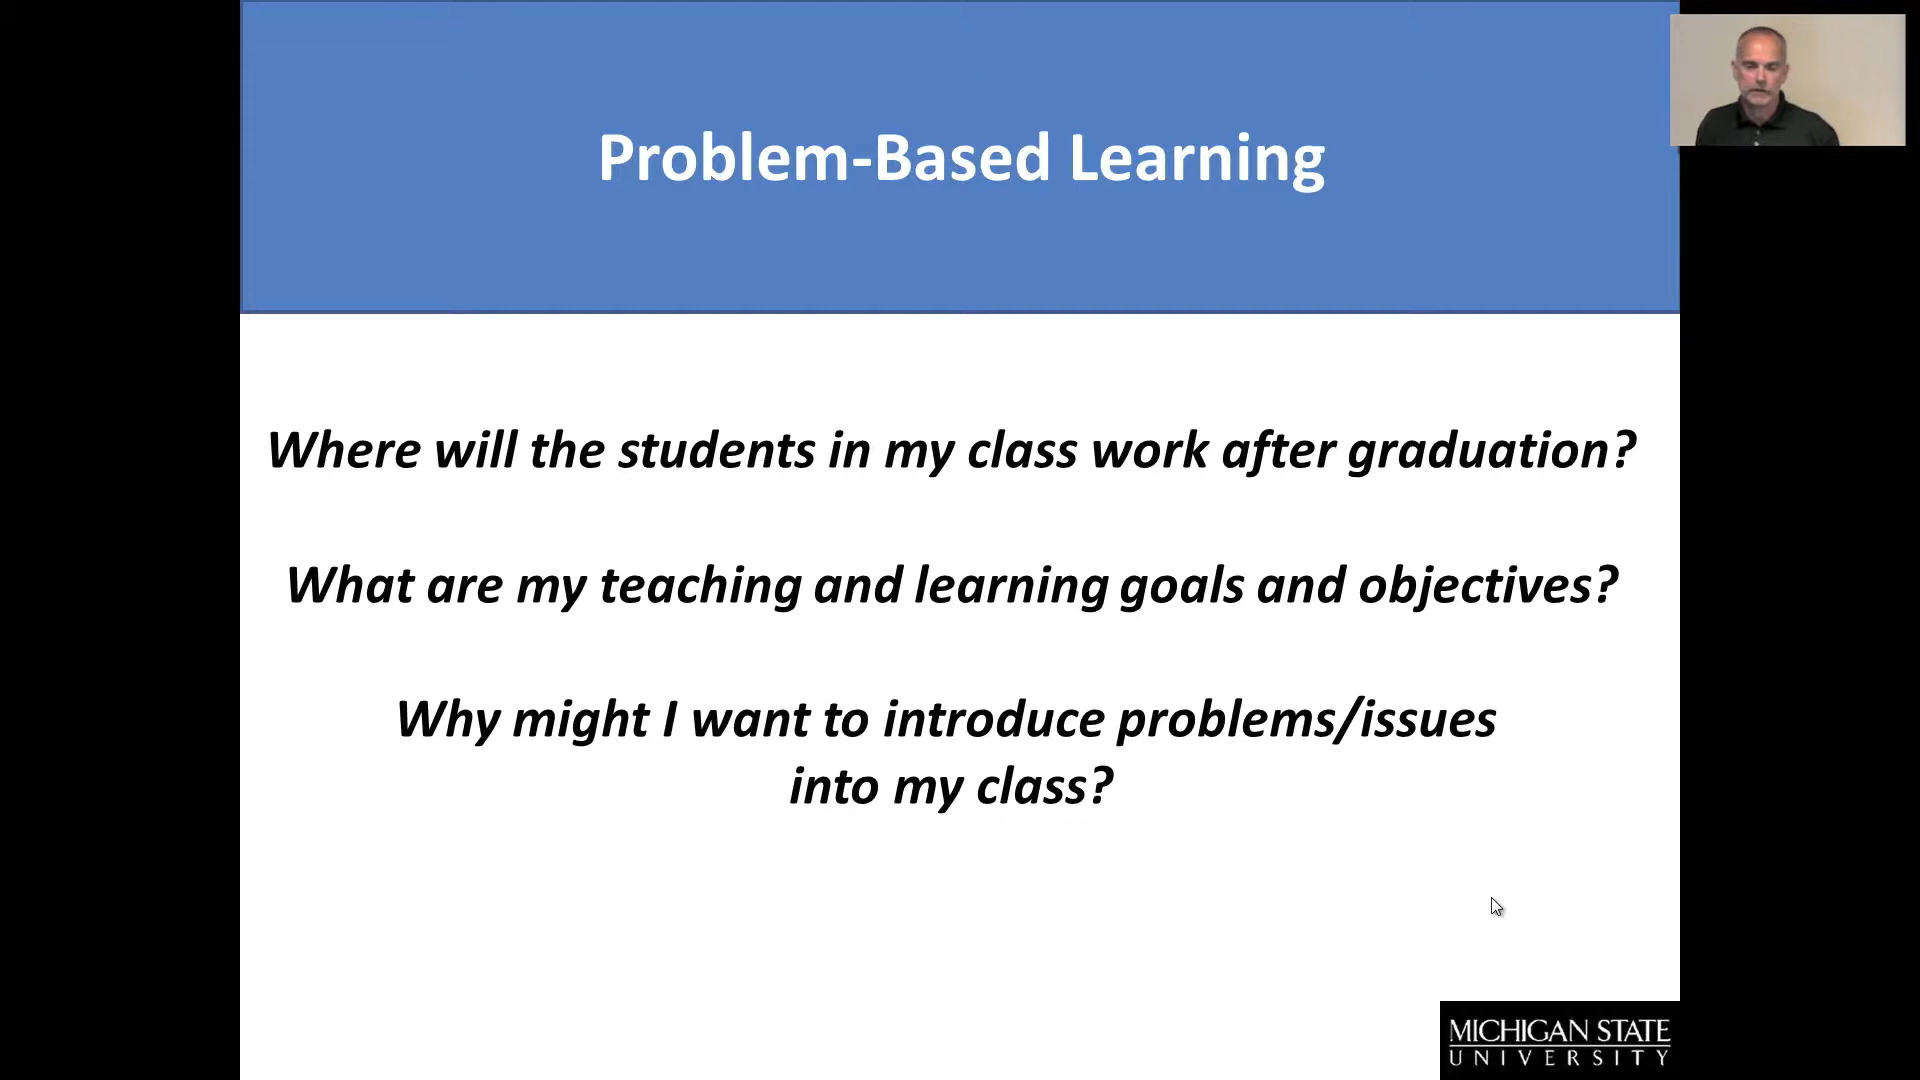 Problem-Based Learning
Where will the students in my class work after graduation?
What are my teaching and learning goals and objectives?
Why might I want to introduce problems/issues
into my class?
MICHIGAN STATE
UNIVERSITY